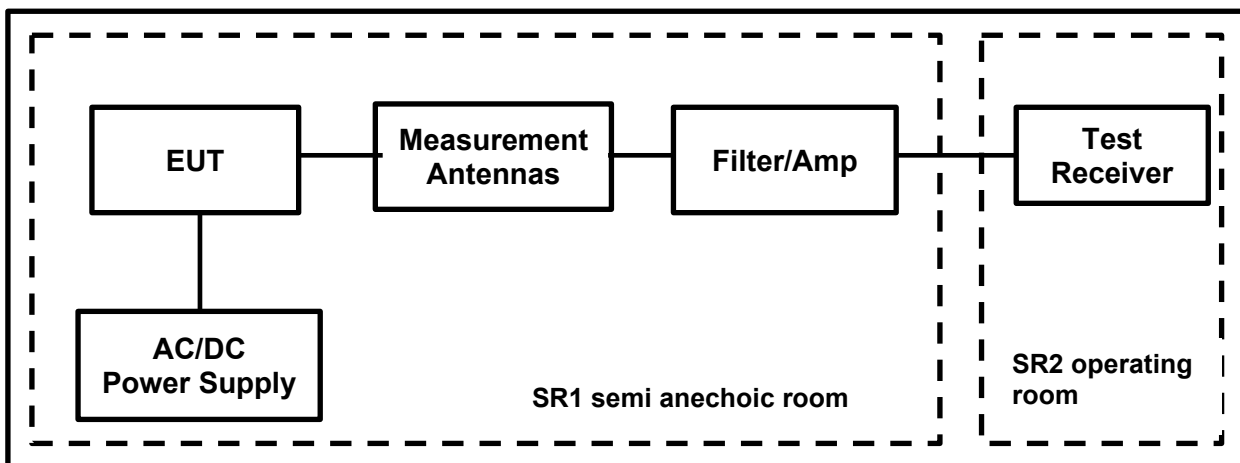 EUT
Measurement
Antennas
Filter/Amp
Test
Receiver
AC/DC
Power Supply
SR1 semi anechoic room
SR2 operating
room